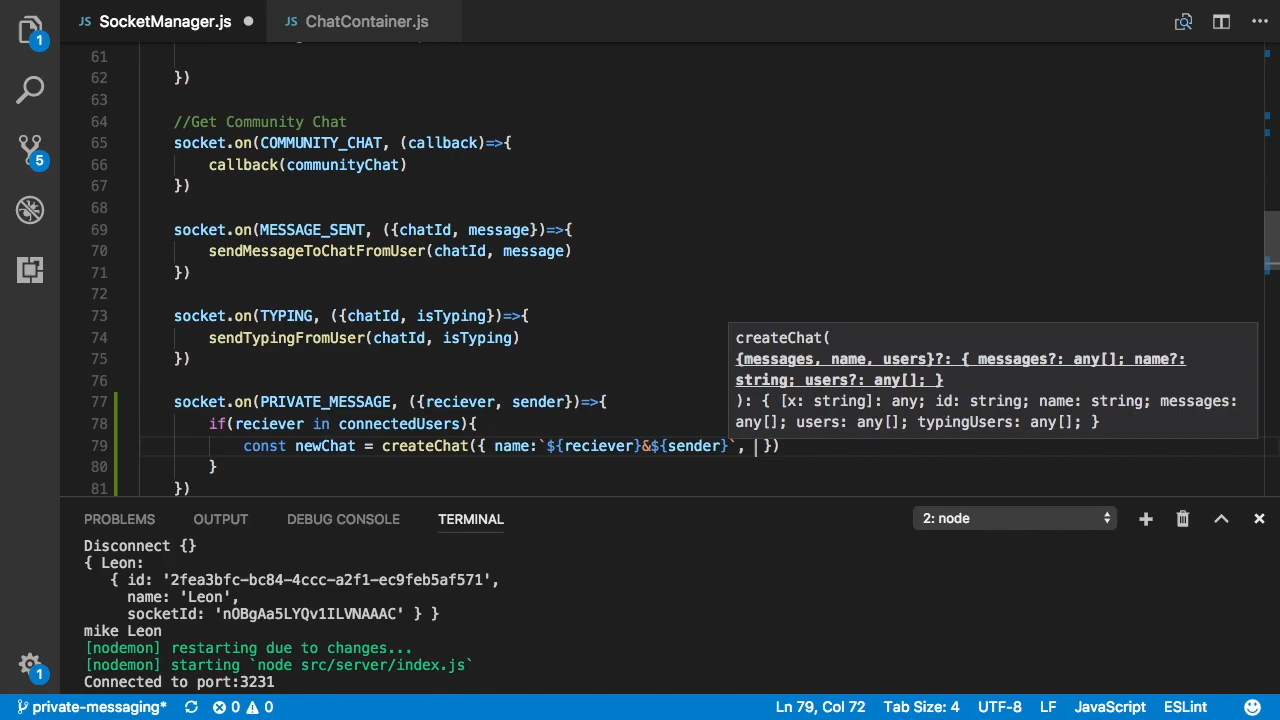 JS SocketManager.js JS ChatContainer.js
61
62 })
63
64 //Get Community Chat
65 socket.on(COMMUNITY_CHAT, (callback)=>{
66 callback(communityChat)
67 })
68
69 socket.on(MESSAGE_SENT, ({chatId, message})=>{
70 sendMessageToChatFromUser(chatId, message)
71 })
72
73 socket.on(TYPING, ({chatId, isTyping})=>{
74 sendTypingFromUser(chatId, isTyping)
75 })
76
77 socket.on(PRIVATE_MESSAGE, ({reciever, sender})=>{
78 if(reciever in connectedUsers){
79 const newChat = createChat({ name:`${reciever}&${sender}`, })
80 }
81 })
createChat(
{messages, name, users}?: { messages?: any[]; name?:
string; users?: any[]; }
): { [x: string]: any; id: string; name: string; messages:
any[]; users: any[]; typingUsers: any[]; }
1
5
1
PROBLEMS OUTPUT DEBUG CONSOLE TERMINAL 2: node
Disconnect {}
{ Leon:
{ id: '2fea3bfc-bc84-4ccc-a2f1-ec9feb5af571',
name: 'Leon',
socketId: 'nOBgAa5LYQv1ILVNAAAC' } }
mike Leon
[nodemon] restarting due to changes...
[nodemon] starting `node src/server/index.js`
Connected to port:3231
private-messaging* 0 0 Ln 79, Col 72 Tab Size: 4 UTF-8 LF JavaScript ESLint